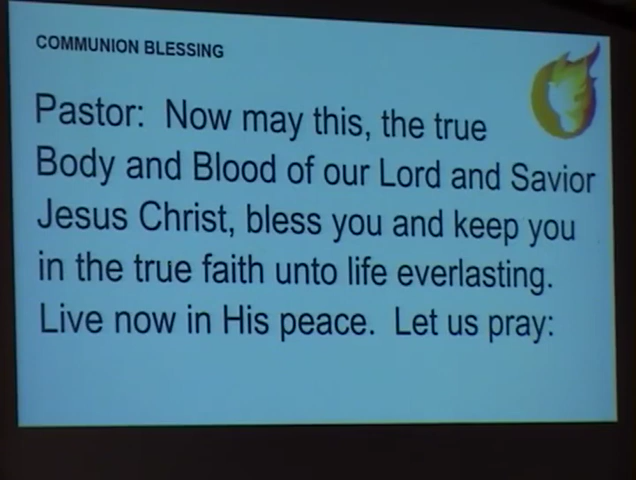 COMMUNION BLESSING
Pastor:  Now may this, the true
Body and Blood of our Lord and Savior
Jesus Christ, bless you and keep you
in the true faith unto life everlasting.
Live now in His peace.  Let us pray: